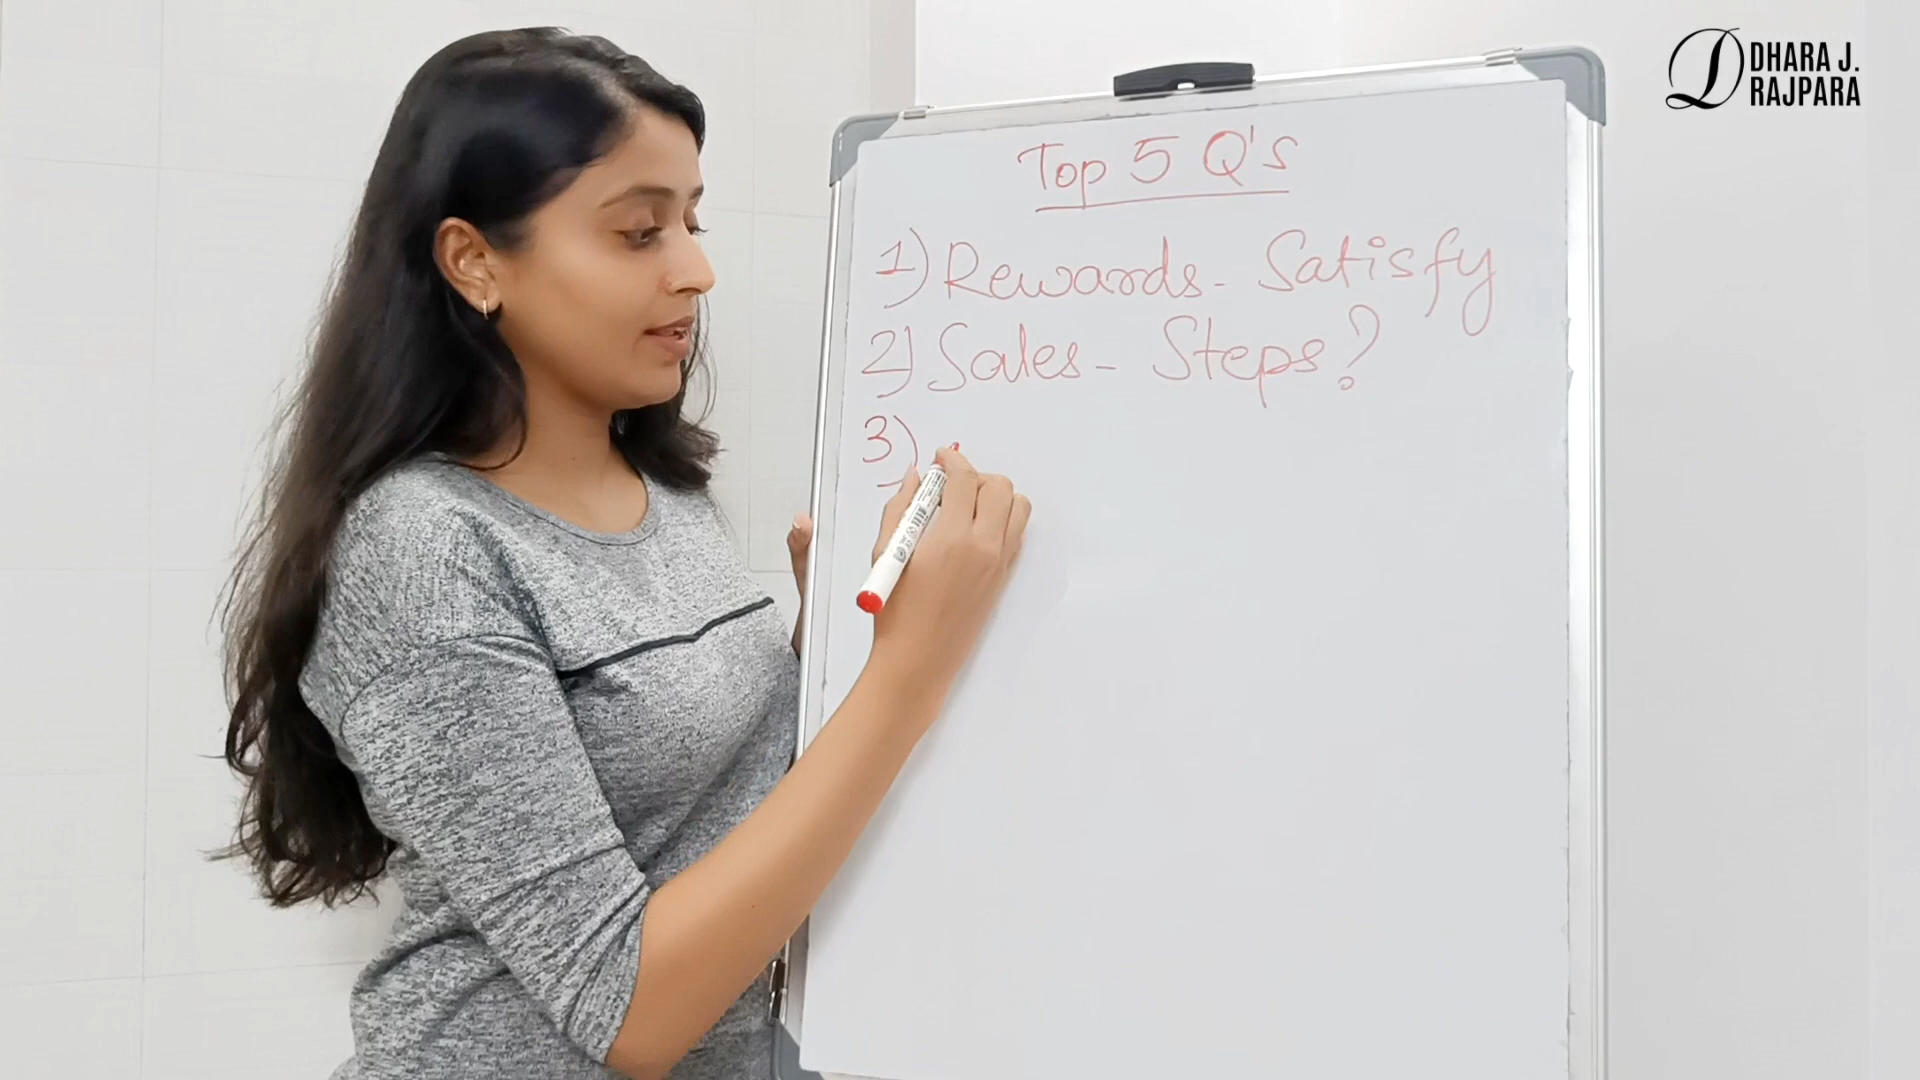 Top 5 Q's
1) Rewards - Satisfy
2) Sales - Steps?
3)
DHARA J.
RAJPARA